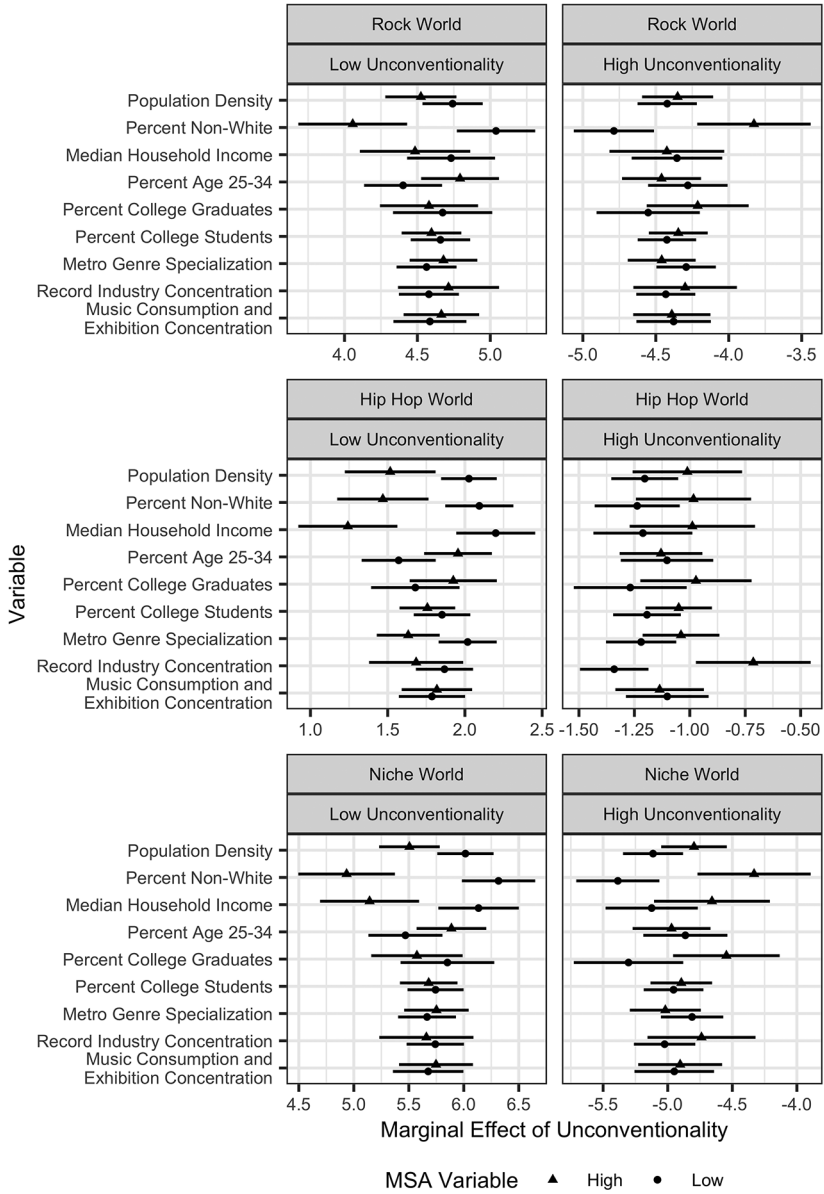 Rock World
Rock World
Low Unconventionality
High Unconventionality
Population Density
Percent Non-White
Median Household Income
Percent Age 25-34
Percent College Graduates
Percent College Students
Metro Genre Specialization
Record Industry Concentration
Music Consumption and
Exhibition Concentration
4.0 4.5 5.0
-5.0 -4.5 -4.0 -3.5
Hip Hop World
Hip Hop World
Low Unconventionality
High Unconventionality
Population Density
Percent Non-White
Median Household Income
Percent Age 25-34
Percent College Graduates
Percent College Students
Metro Genre Specialization
Record Industry Concentration
Music Consumption and
Exhibition Concentration
1.0 1.5 2.0 2.5
-1.50 -1.25 -1.00 -0.75 -0.50
Variable
Niche World
Niche World
Low Unconventionality
High Unconventionality
Population Density
Percent Non-White
Median Household Income
Percent Age 25-34
Percent College Graduates
Percent College Students
Metro Genre Specialization
Record Industry Concentration
Music Consumption and
Exhibition Concentration
4.5 5.0 5.5 6.0 6.5
-5.5 -5.0 -4.5 -4.0
Marginal Effect of Unconventionality
MSA Variable High Low